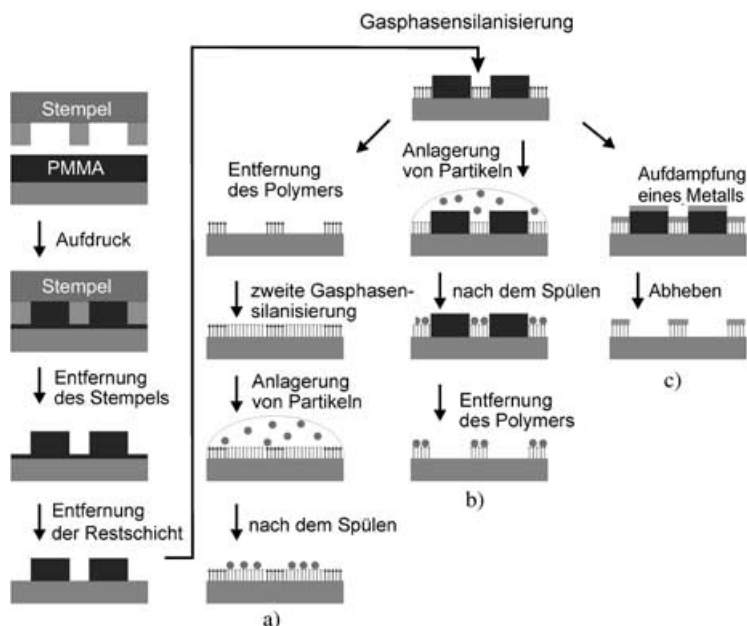 Gasphasensilanisierung
Stempel
PMMA
Aufdruck
Stempel
Entfernung
des Stempels
Entfernung
der Restschicht
Entfernung
des Polymers
zweite Gasphasen-
silanisierung
Anlagerung
von Partikeln
nach dem Spülen
a)
Anlagerung
von Partikeln
nach dem Spülen
Entfernung
des Polymers
b)
Aufdampfung
eines Metalls
Abheben
c)